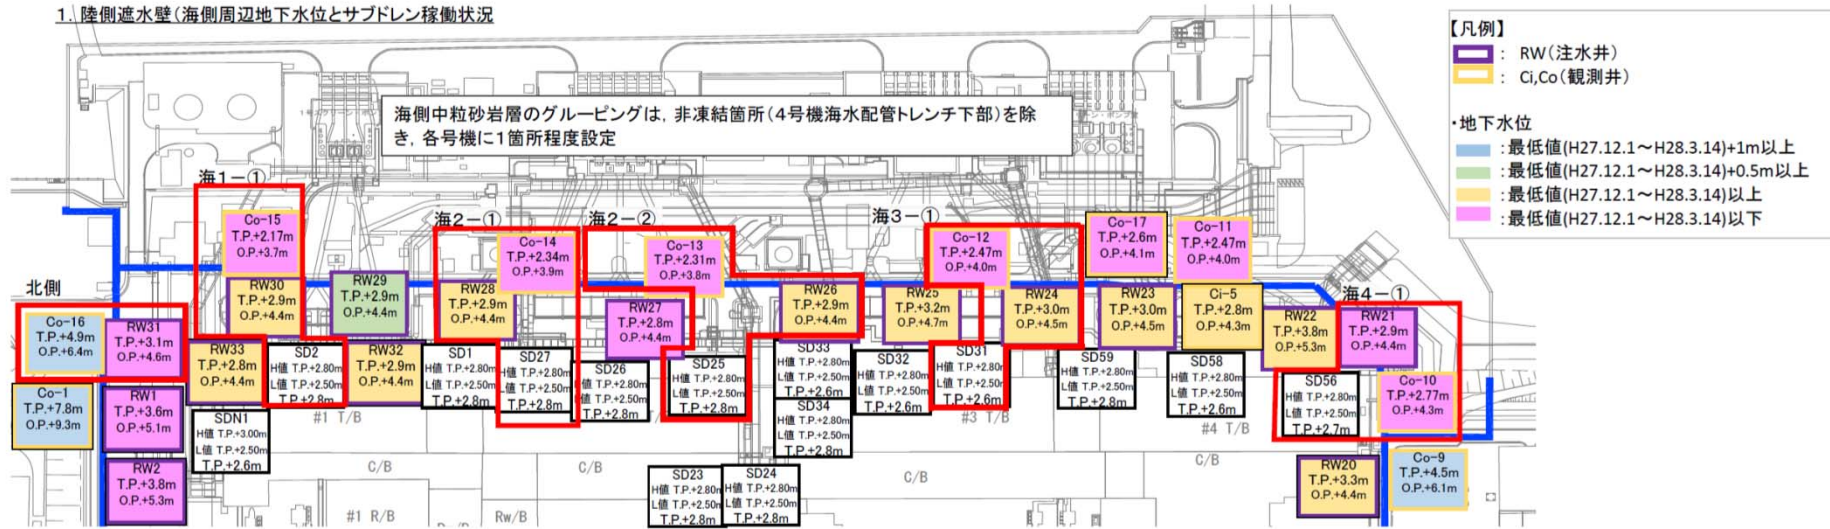 1. 陸側遮水壁(海側周辺地下水位とサブドレン稼働状況
【凡例】
: RW(注水井)
: Ci,Co(観測井)
・地下水位
:最低値(H27.12.1～H28.3.14)+1m以上
:最低値(H27.12.1～H28.3.14)+0.5m以上
:最低値(H27.12.1～H28.3.14)以上
:最低値(H27.12.1～H28.3.14)以下
海側中粒砂岩層のグルーピングは，非凍結箇所(4号機海水配管トレンチ下部)を除
き，各号機に1箇所程度設定
海1-①
Co-15
T.P.+2.17m
O.P.+3.7m
海2-①
Co-14
T.P.+2.34m
O.P.+3.9m
海2-②
Co-13
T.P.+2.31m
O.P.+3.8m
海3-①
Co-12
T.P.+2.47m
O.P.+4.0m
Co-17
T.P.+2.6m
O.P.+4.1m
Co-11
T.P.+2.47m
O.P.+4.0m
北側
Co-16
T.P.+4.9m
O.P.+6.4m
RW31
T.P.+3.1m
O.P.+4.6m
RW30
T.P.+2.9m
O.P.+4.4m
RW29
T.P.+2.9m
O.P.+4.4m
RW28
T.P.+2.9m
O.P.+4.4m
RW27
T.P.+2.8m
O.P.+4.4m
RW26
T.P.+2.9m
O.P.+4.4m
RW25
T.P.+3.2m
O.P.+4.7m
RW24
T.P.+3.0m
O.P.+4.5m
RW23
T.P.+3.0m
O.P.+4.5m
Ci-5
T.P.+2.8m
O.P.+4.3m
RW22
T.P.+3.8m
O.P.+5.3m
海4-①
RW21
T.P.+2.9m
O.P.+4.4m
RW33
T.P.+2.8m
O.P.+4.4m
SD2
H値 T.P.+2.80m
L値 T.P.+2.50m
T.P.+2.8m
RW32
T.P.+2.9m
O.P.+4.4m
SD1
H値 T.P.+2.80m
L値 T.P.+2.50m
T.P.+2.8m
SD27
H値 T.P.+2.80m
L値 T.P.+2.50m
T.P.+2.8m
SD26
H値 T.P.+2.80m
L値 T.P.+2.50m
T.P.+2.8m
SD25
H値 T.P.+2.80m
L値 T.P.+2.50m
T.P.+2.8m
SD33
H値 T.P.+2.80m
L値 T.P.+2.50m
T.P.+2.6m
SD32
H値 T.P.+2.80m
L値 T.P.+2.50m
T.P.+2.6m
SD31
H値 T.P.+2.80m
L値 T.P.+2.50m
T.P.+2.6m
SD59
H値 T.P.+2.80m
L値 T.P.+2.50m
T.P.+2.8m
SD58
H値 T.P.+2.80m
L値 T.P.+2.50m
T.P.+2.6m
SD56
H値 T.P.+2.80m
L値 T.P.+2.50m
T.P.+2.7m
Co-10
T.P.+2.77m
O.P.+4.3m
Co-1
T.P.+7.8m
O.P.+9.3m
RW1
T.P.+3.6m
O.P.+5.1m
SDN1
H値 T.P.+3.00m
L値 T.P.+2.50m
T.P.+2.6m
SD34
H値 T.P.+2.80m
L値 T.P.+2.50m
T.P.+2.8m
#1 T/B
#3 T/B
#4 T/B
RW2
T.P.+3.8m
O.P.+5.3m
C/B
C/B
SD23
H値 T.P.+2.80m
L値 T.P.+2.50m
T.P.+2.8m
SD24
H値 T.P.+2.80m
L値 T.P.+2.50m
T.P.+2.8m
C/B
C/B
RW20
T.P.+3.3m
O.P.+4.4m
Co-9
T.P.+4.5m
O.P.+6.1m
#1 R/B
Rw/B